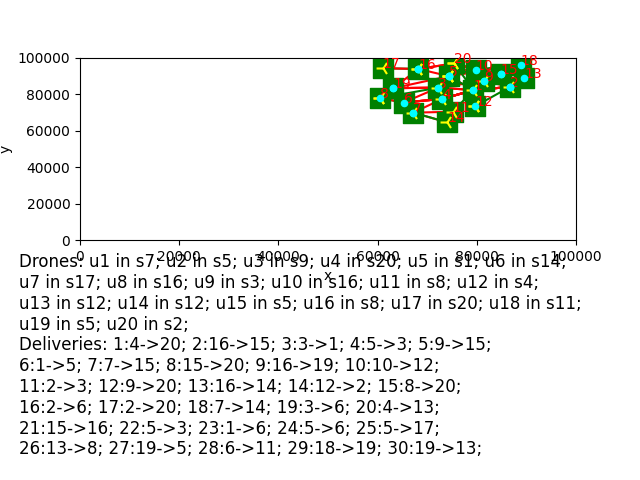 100000
80000
60000
40000
20000
0
y
0
20000
40000
60000
80000
100000
x
20
18
Drones: u1 in s7; u2 in s5; u3 in s9; u4 in s20; u5 in s1; u6 in s14;
u7 in s17; u8 in s16; u9 in s3; u10 in s16; u11 in s8; u12 in s4;
u13 in s12; u14 in s12; u15 in s5; u16 in s8; u17 in s20; u18 in s11;
u19 in s5; u20 in s2;
Deliveries: 1:4->20; 2:16->15; 3:3->1; 4:5->3; 5:9->15;
6:1->5; 7:7->15; 8:15->20; 9:16->19; 10:10->12;
11:2->3; 12:9->20; 13:16->14; 14:12->2; 15:8->20;
16:2->6; 17:2->20; 18:7->14; 19:3->6; 20:4->13;
21:15->16; 22:5->3; 23:1->6; 24:5->6; 25:5->17;
26:13->8; 27:19->5; 28:6->11; 29:18->19; 30:19->13;